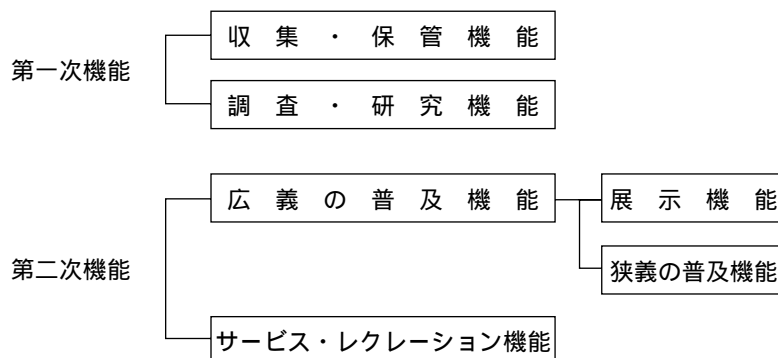 収集・保管機能
第一次機能
調査・研究機能
広義の普及機能
展示機能
第二次機能
狭義の普及機能
サービス・レクレーション機能